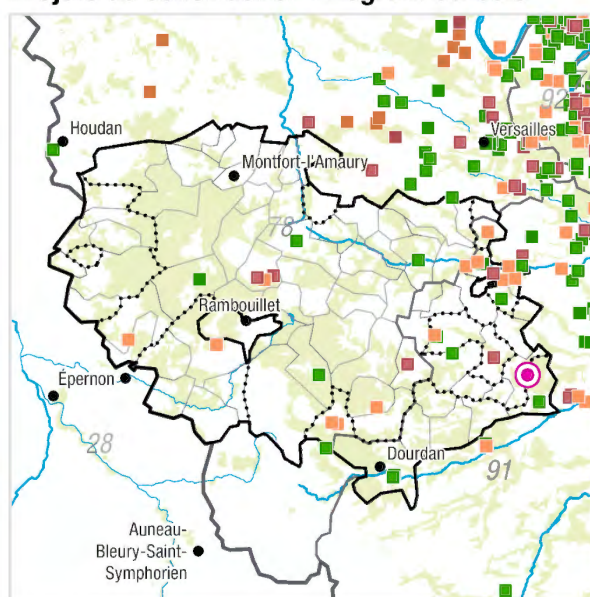 Houdan
Versailles
92
Montfort-l'Amaury
78
Rambouillet
Épernon
28
Dourdan
91
Auneau-
Bleury-Saint-
Symphorien